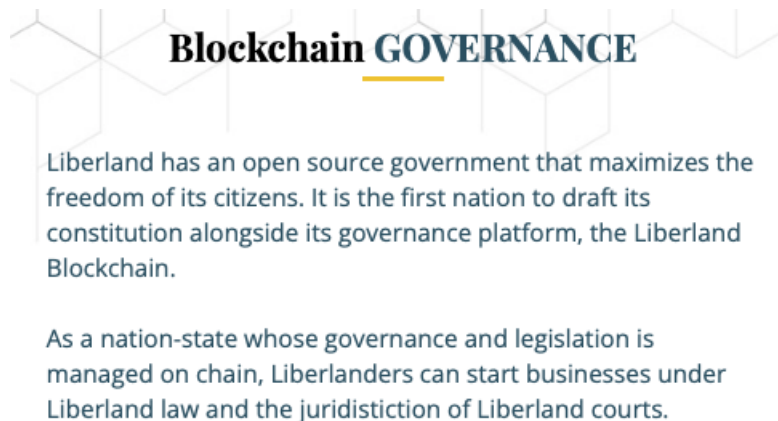 Blockchain GOVERNANCE
Liberland has an open source government that maximizes the
freedom of its citizens. It is the first nation to draft its
constitution alongside its governance platform, the Liberland
Blockchain.
As a nation-state whose governance and legislation is
managed on chain, Liberlanders can start businesses under
Liberland law and the juridistiction of Liberland courts.